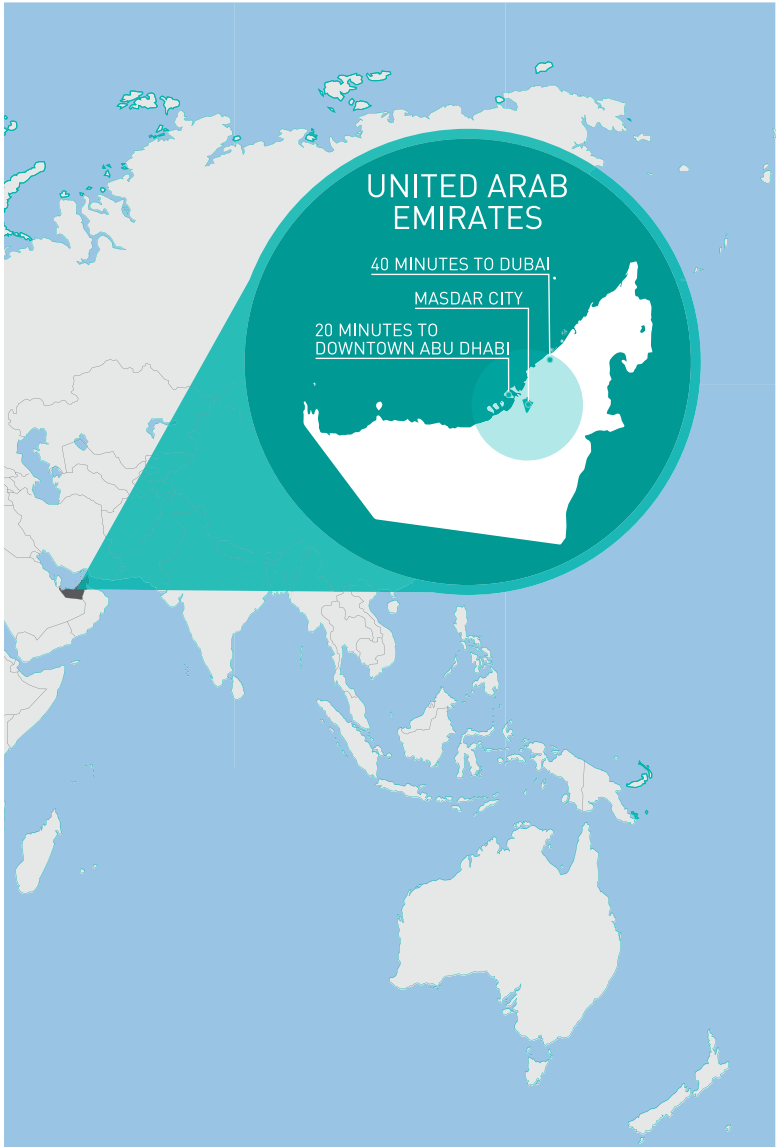 UNITED ARAB
EMIRATES
40 MINUTES TO DUBAI
MASDAR CITY
20 MINUTES TO
DOWNTOWN ABU DHABI